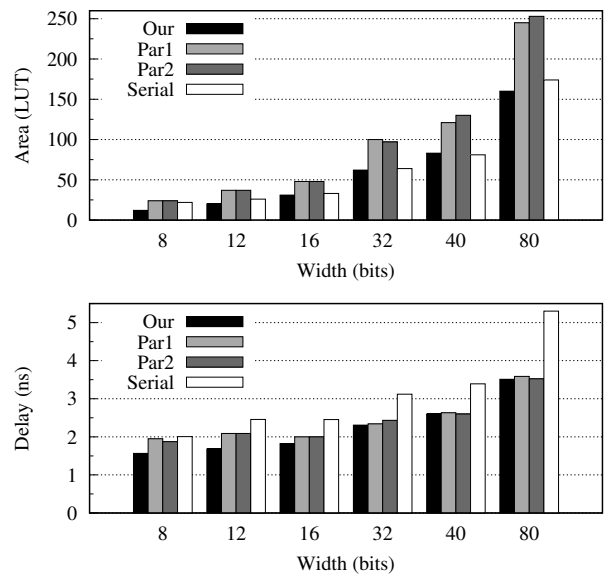 250
200
150
100
50
0
Area (LUT)
Our
Par1
Par2
Serial
8 12 16 32 40 80
Width (bits)
5
4
3
2
1
0
Delay (ns)
Our
Par1
Par2
Serial
8 12 16 32 40 80
Width (bits)